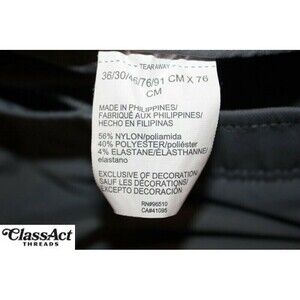 TEARAWAY
36/30/46/76/91 CM X 76
CM
MADE IN PHILIPPINES/
FABRIQUÉ AUX PHILIPPINES/
HECHO EN FILIPINAS
56% NYLON/poliamida
40% POLYESTER/polyester/
4% ELASTANE/ÉLASTHANNE/
elastano
EXCLUSIVE OF DECORATION/
SAUF LES DÉCORATIONS/
EXCEPTO DECORACIÓN
RN#96510
CA#41095
ClassAct
THREADS